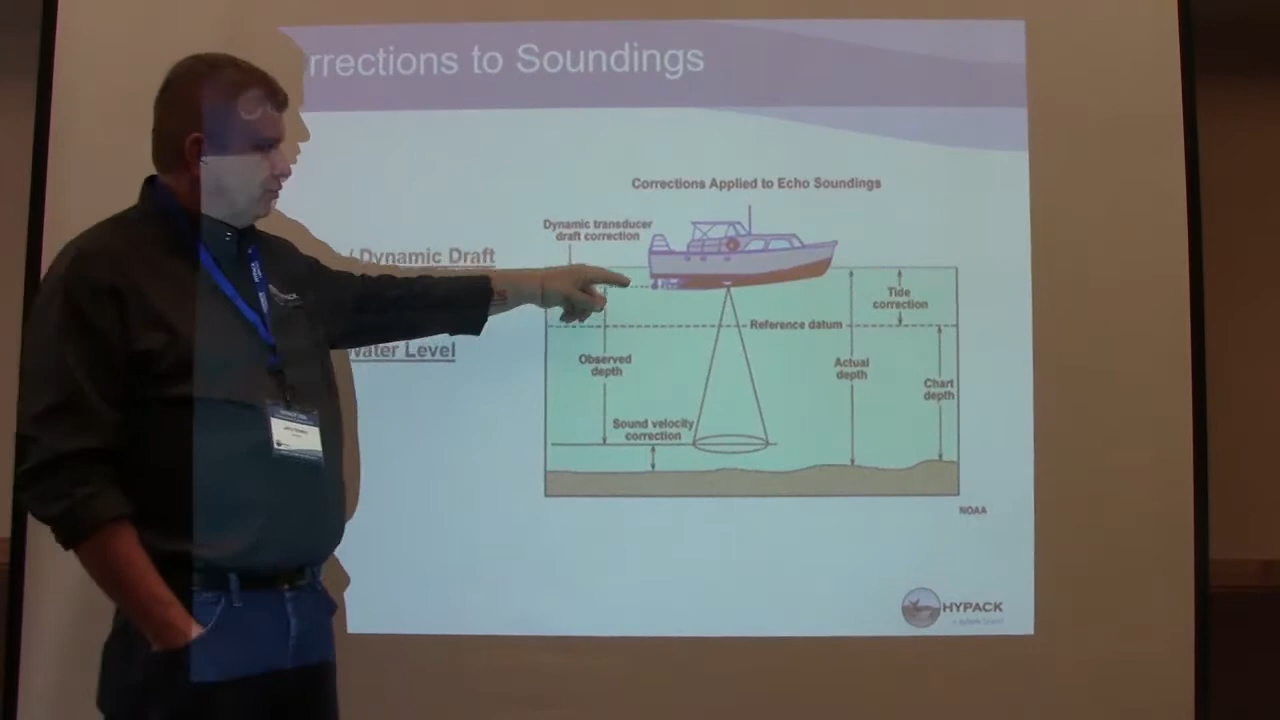 rrections to Soundings
Corrections Applied to Echo Soundings
Dynamic transducer
draft correction
/ Dynamic Draft
Water Level
Tide
correction
Reference datum
Observed
depth
Actual
depth
Chart
depth
Sound velocity
correction
NOAA
HYPACK